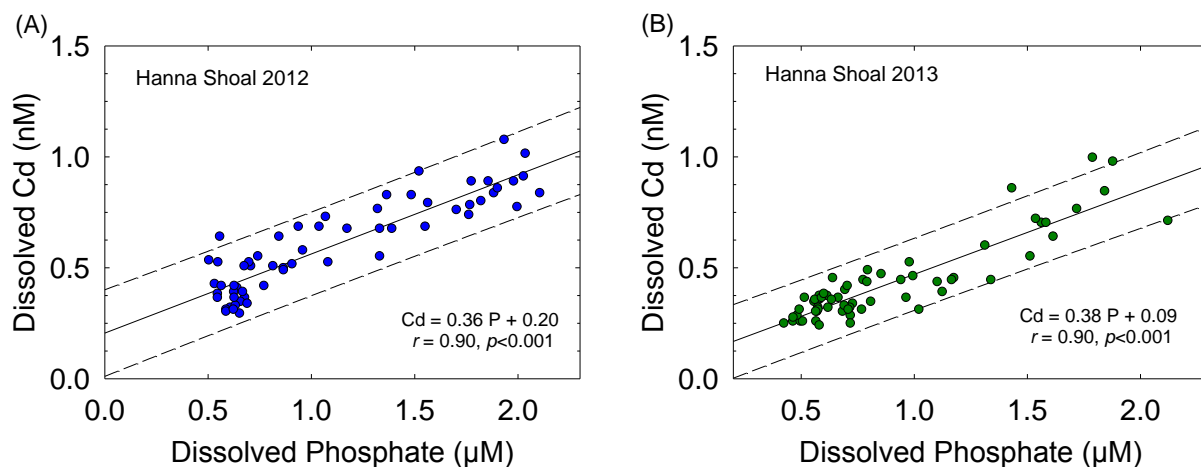 (A)
Hanna Shoal 2012
Dissolved Cd (nM)
1.5
1.0
0.5
0.0
Cd = 0.36 P + 0.20
r = 0.90, p<0.001
0.0 0.5 1.0 1.5 2.0
Dissolved Phosphate (µM)
(B)
Hanna Shoal 2013
Dissolved Cd (nM)
1.5
1.0
0.5
0.0
Cd = 0.38 P + 0.09
r = 0.90, p<0.001
0.5 1.0 1.5 2.0
Dissolved Phosphate (µM)